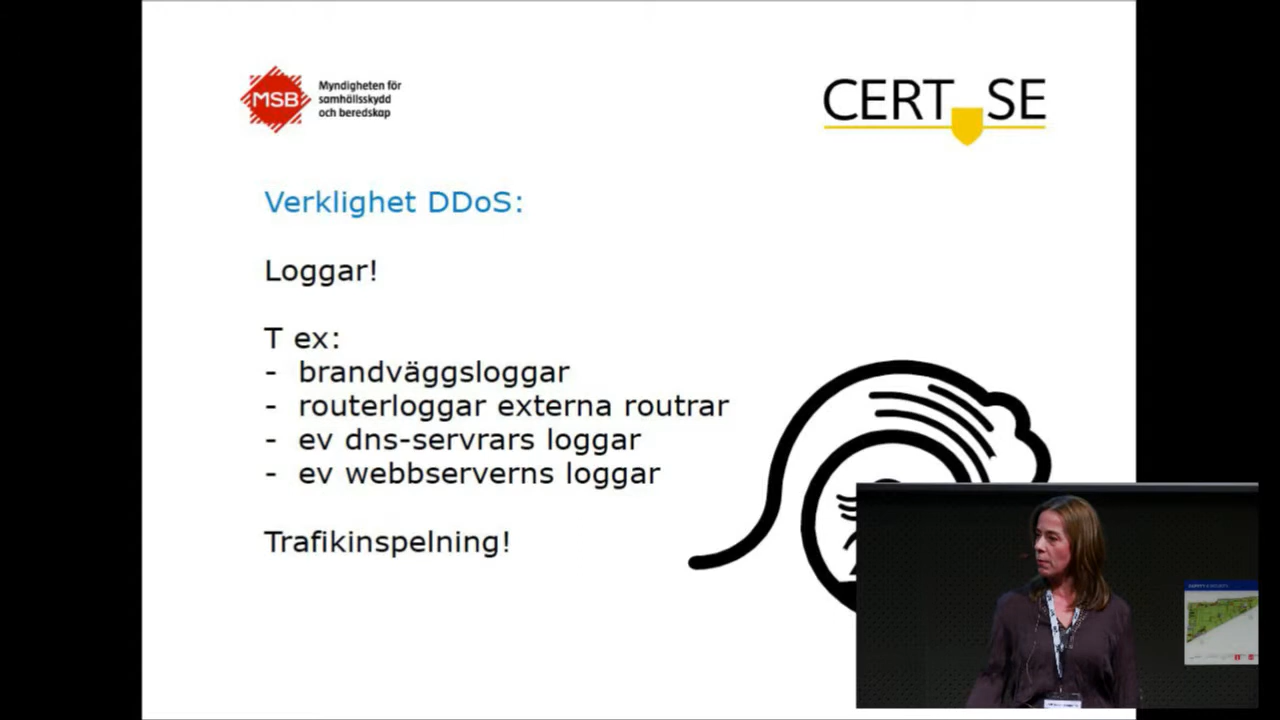 MSB
Myndigheten för
samhällsskydd
och beredskap
CERT SE
Verklighet DDoS:
Loggar!
T ex:
- brandväggsloggar
- routerloggar externa routrar
- ev dns-servrars loggar
- ev webbserverns loggar
Trafikinspelning!